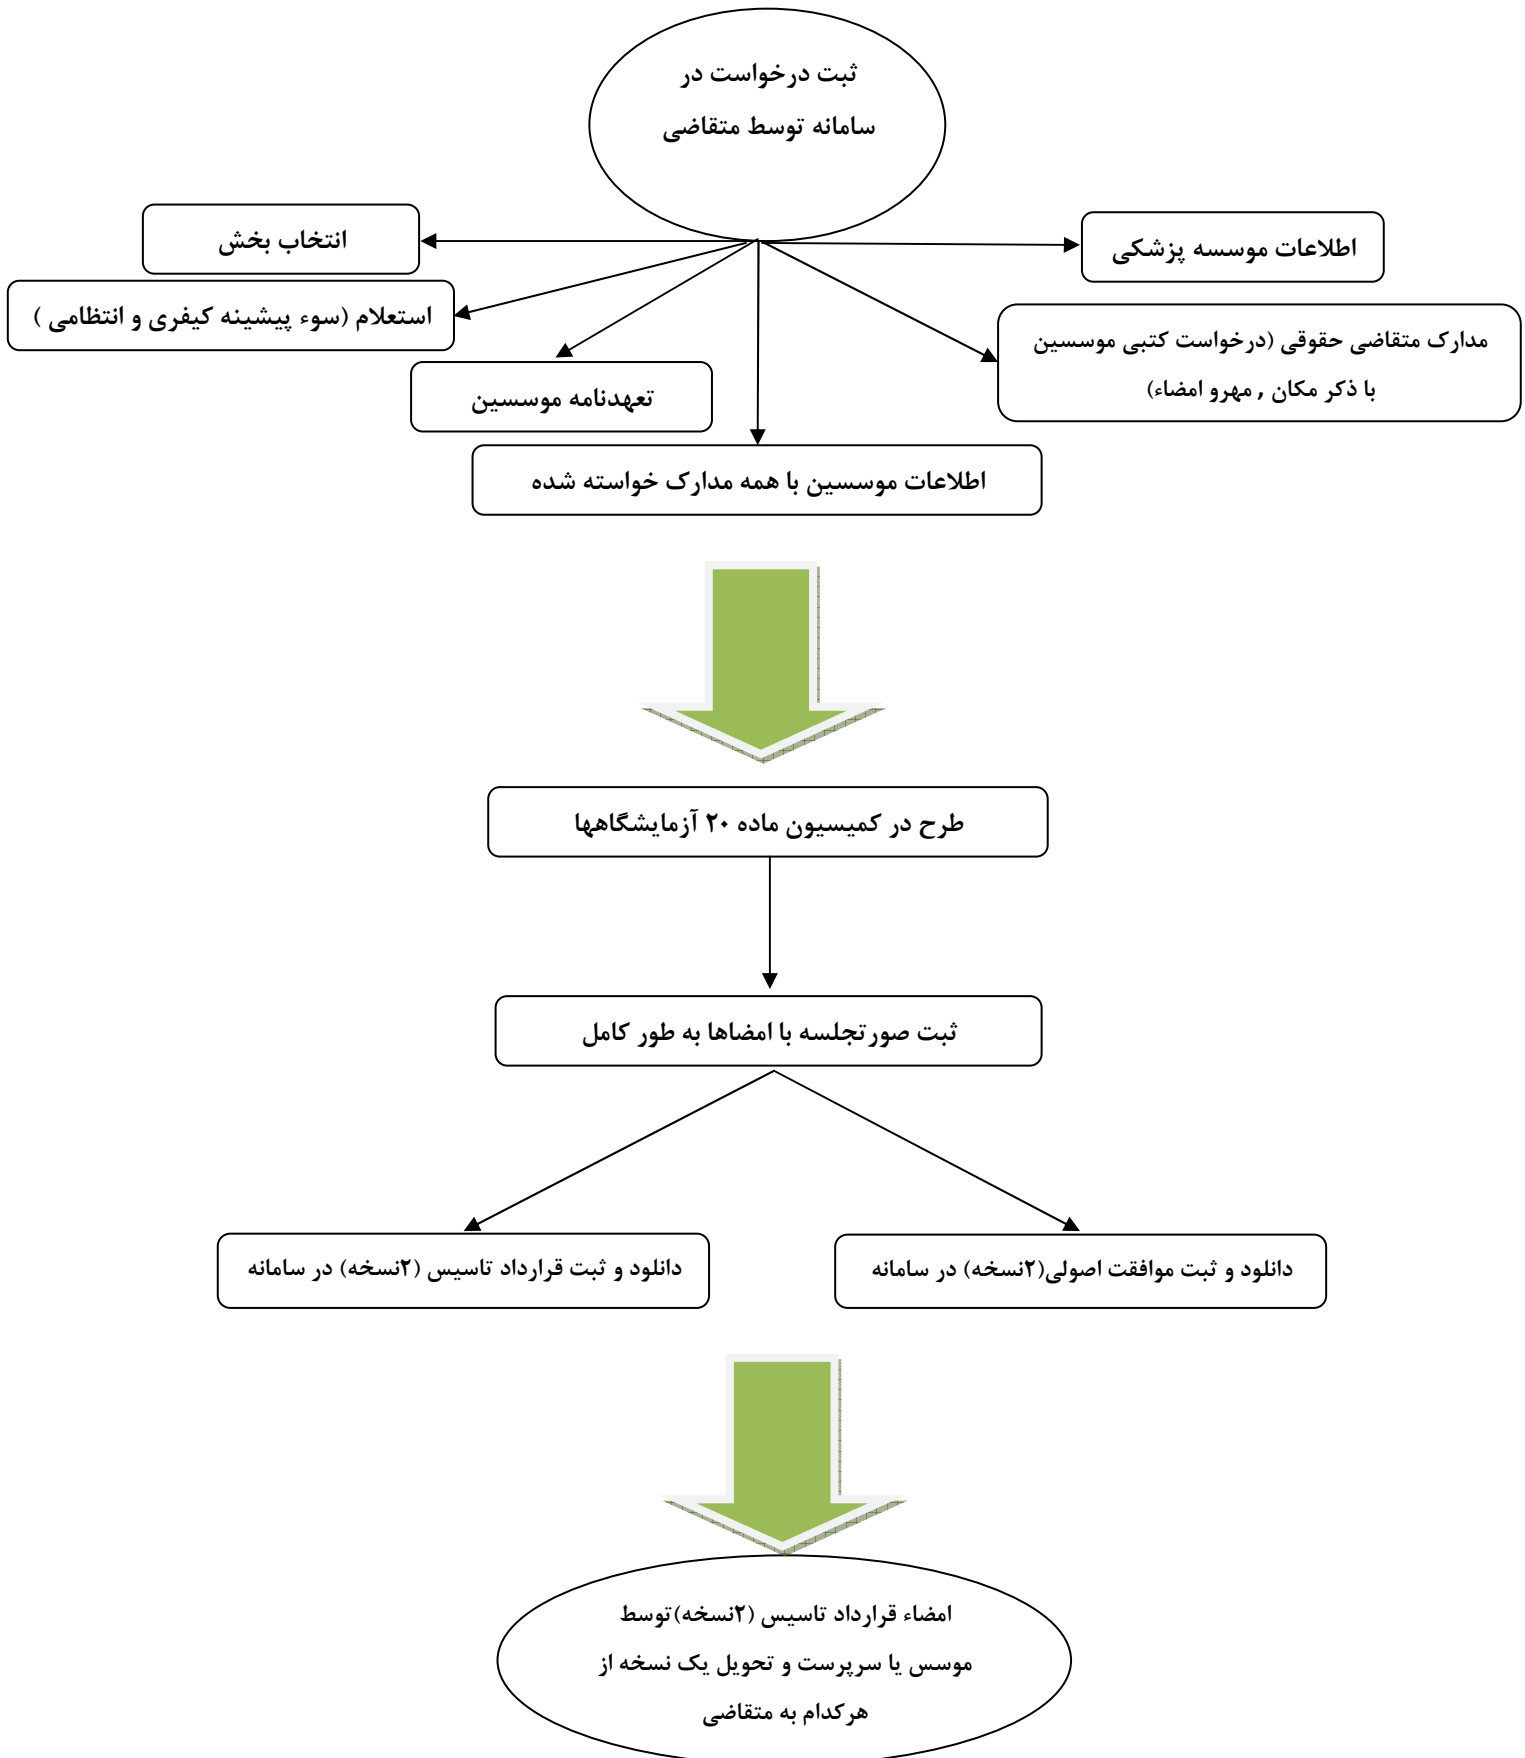 ثبت درخواست در
سامانه توسط متقاضی
اطلاعات موسسه پزشکی
انتخاب بخش
مدارک متقاضی حقوقی (درخواست کتبی موسسین
با ذکر مکان , مهرو امضاء)
استعلام (سوء پیشینه کیفری و انتظامی )
تعهدنامه موسسین
اطلاعات موسسین با همه مدارک خواسته شده
طرح در کمیسیون ماده ۲۰ آزمایشگاهها
ثبت صورتجلسه با امضاها به طور کامل
دانلود و ثبت موافقت اصولی(۲نسخه) در سامانه
دانلود و ثبت قرارداد تاسیس (۲نسخه) در سامانه
امضاء قرارداد تاسیس (۲نسخه)توسط
موسس یا سرپرست و تحویل یک نسخه از
هرکدام به متقاضی